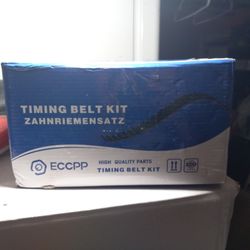 TIMING BELT KIT
ZAHNRIEMENSATZ
ECCPP
HIGH QUALITY PARTS
TIMING BELT KIT